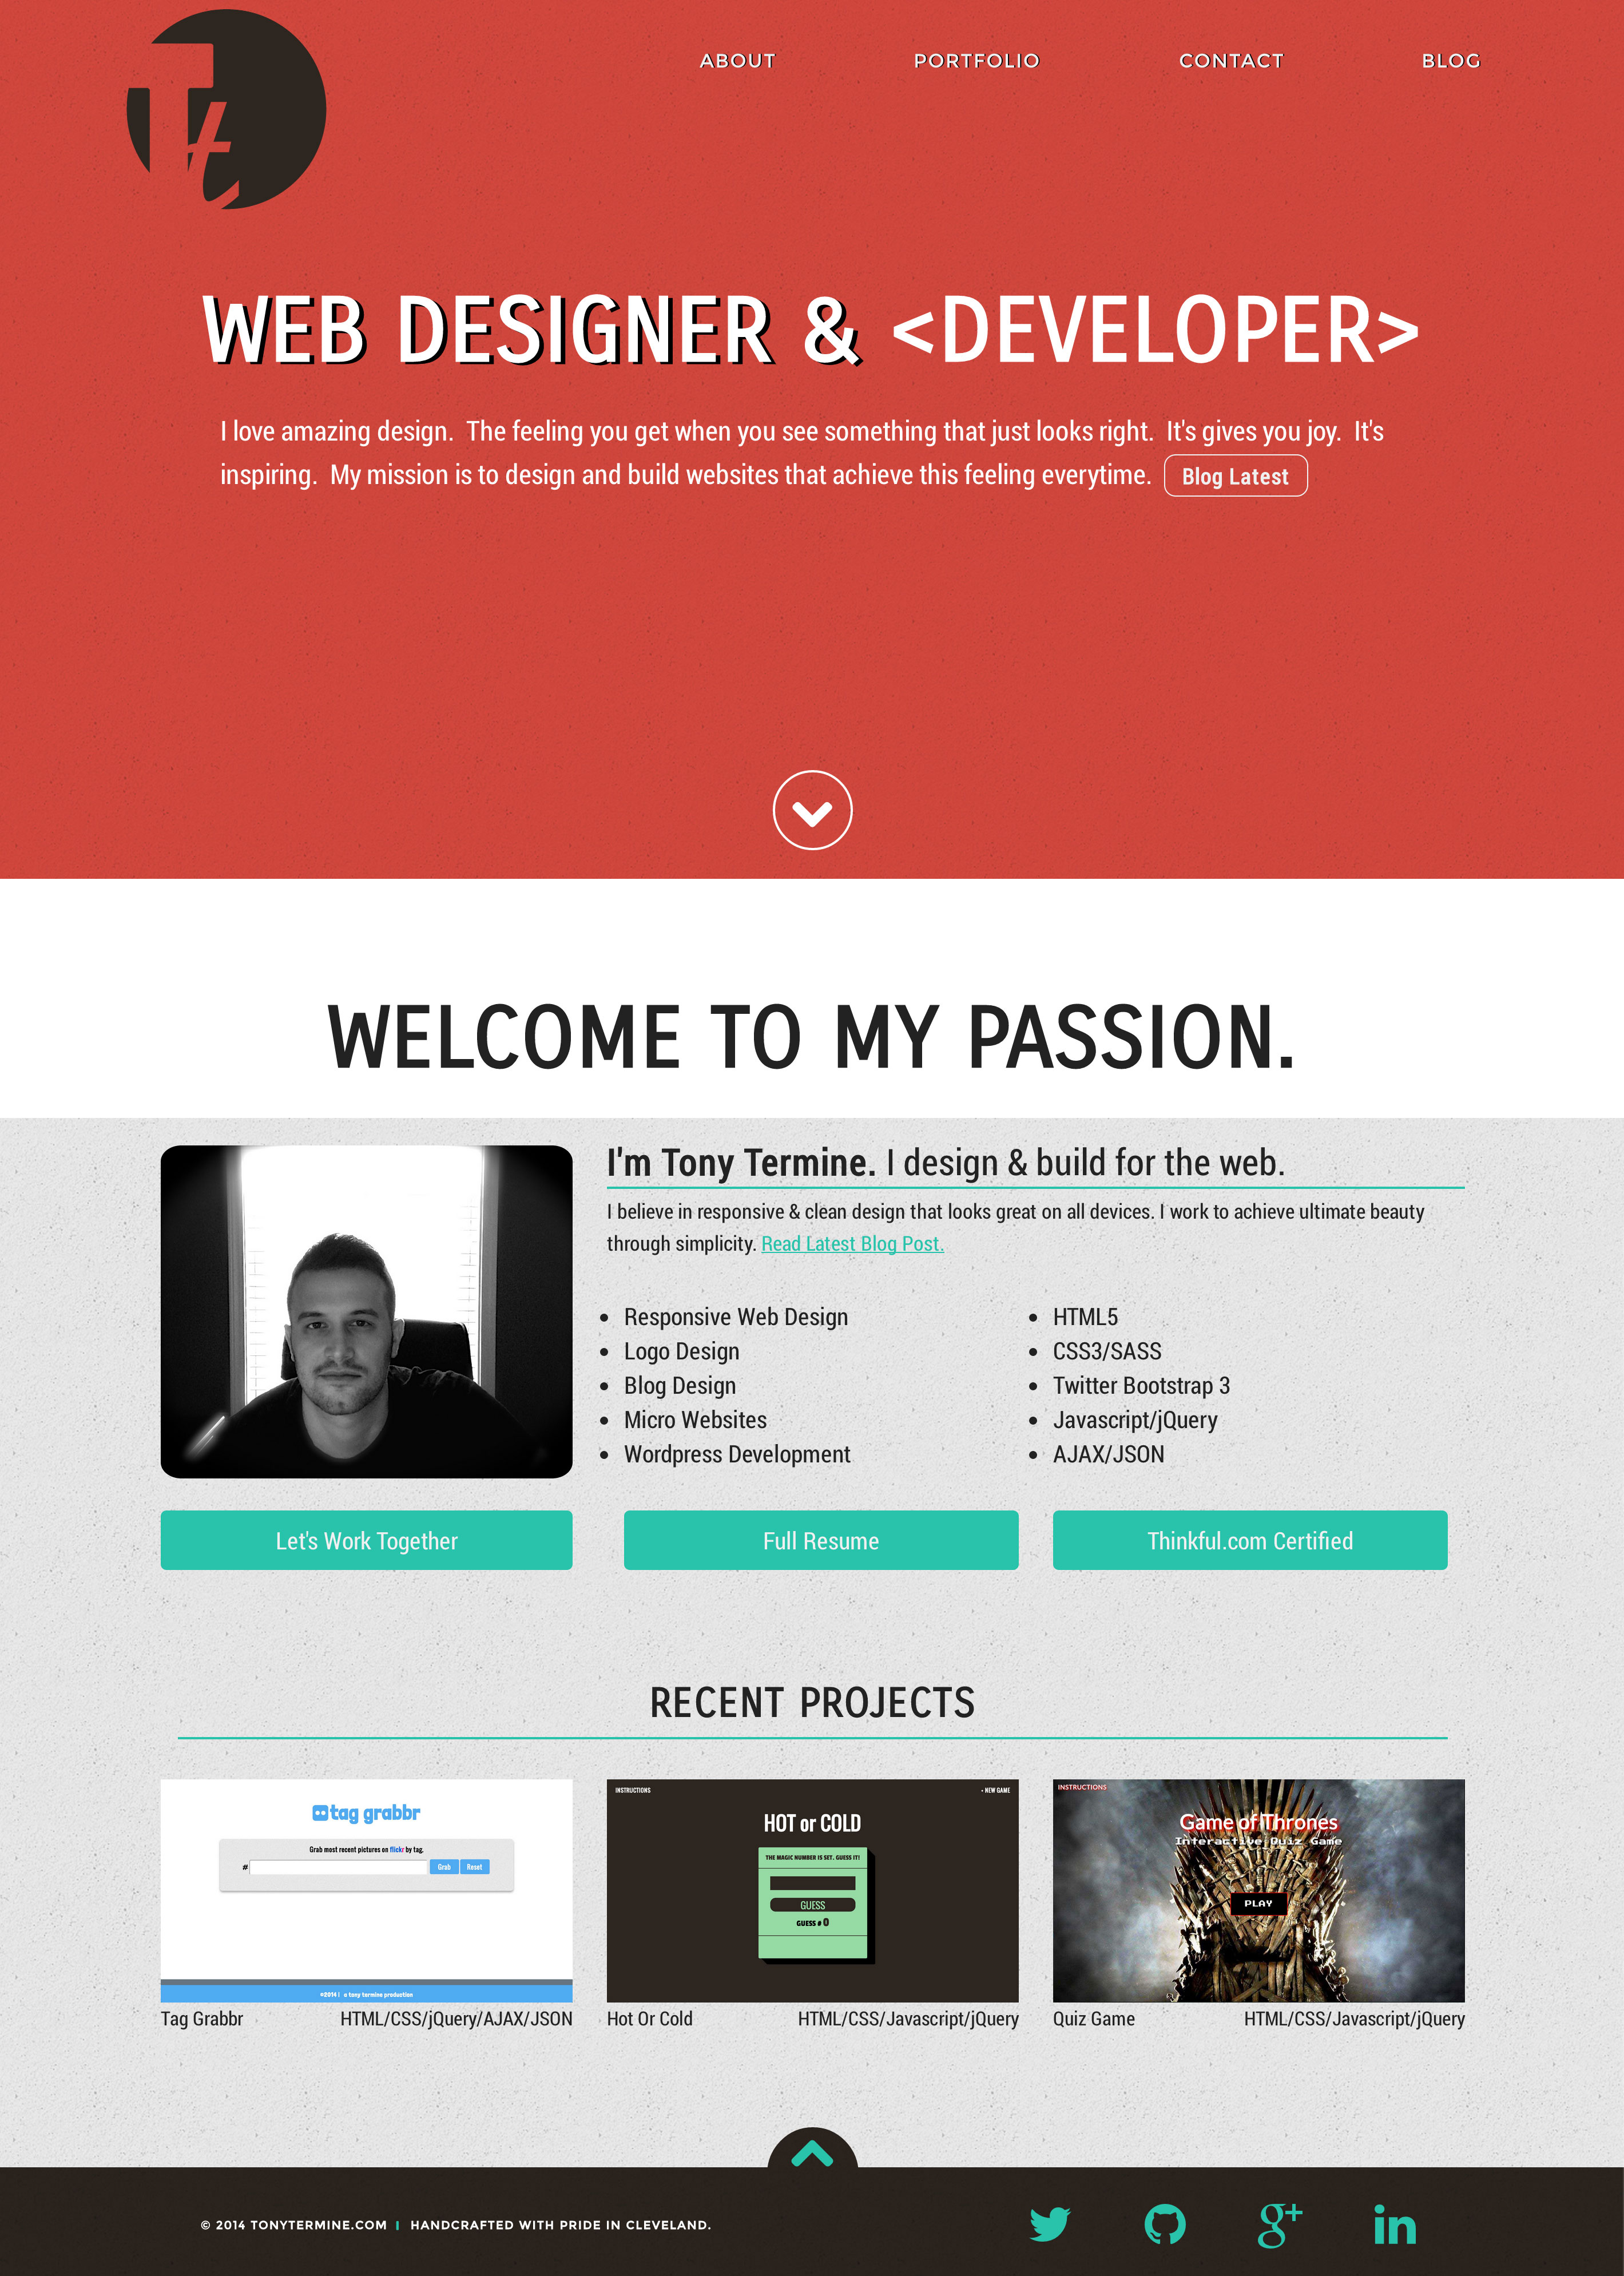 Tt
ABOUT PORTFOLIO CONTACT BLOG
WEB DESIGNER & <DEVELOPER>
I love amazing design. The feeling you get when you see something that just looks right. It's gives you joy. It's
inspiring. My mission is to design and build websites that achieve this feeling everytime. Blog Latest
WELCOME TO MY PASSION.
I'm Tony Termine. I design & build for the web.
I believe in responsive & clean design that looks great on all devices. I work to achieve ultimate beauty
through simplicity. Read Latest Blog Post.
Responsive Web Design
Logo Design
Blog Design
Micro Websites
Wordpress Development
HTML5
CSS3/SASS
Twitter Bootstrap 3
Javascript/jQuery
AJAX/JSON
Let's Work Together
Full Resume
Thinkful.com Certified
RECENT PROJECTS
tag grabbr
Grab most recent pictures on flickr by tag.
# Grab Reset
©2014 | a tony termine production
INSTRUCTIONS + NEW GAME
HOT or COLD
THE MAGIC NUMBER IS SET. GUESS IT!
GUESS
GUESS # 0
INSTRUCTIONS
Game of Thrones
Interactive Quiz Game
PLAY
Tag Grabbr HTML/CSS/jQuery/AJAX/JSON
Hot Or Cold HTML/CSS/Javascript/jQuery
Quiz Game HTML/CSS/Javascript/jQuery
© 2014 TONYTERMINE.COM | HANDCRAFTED WITH PRIDE IN CLEVELAND.
g+ in